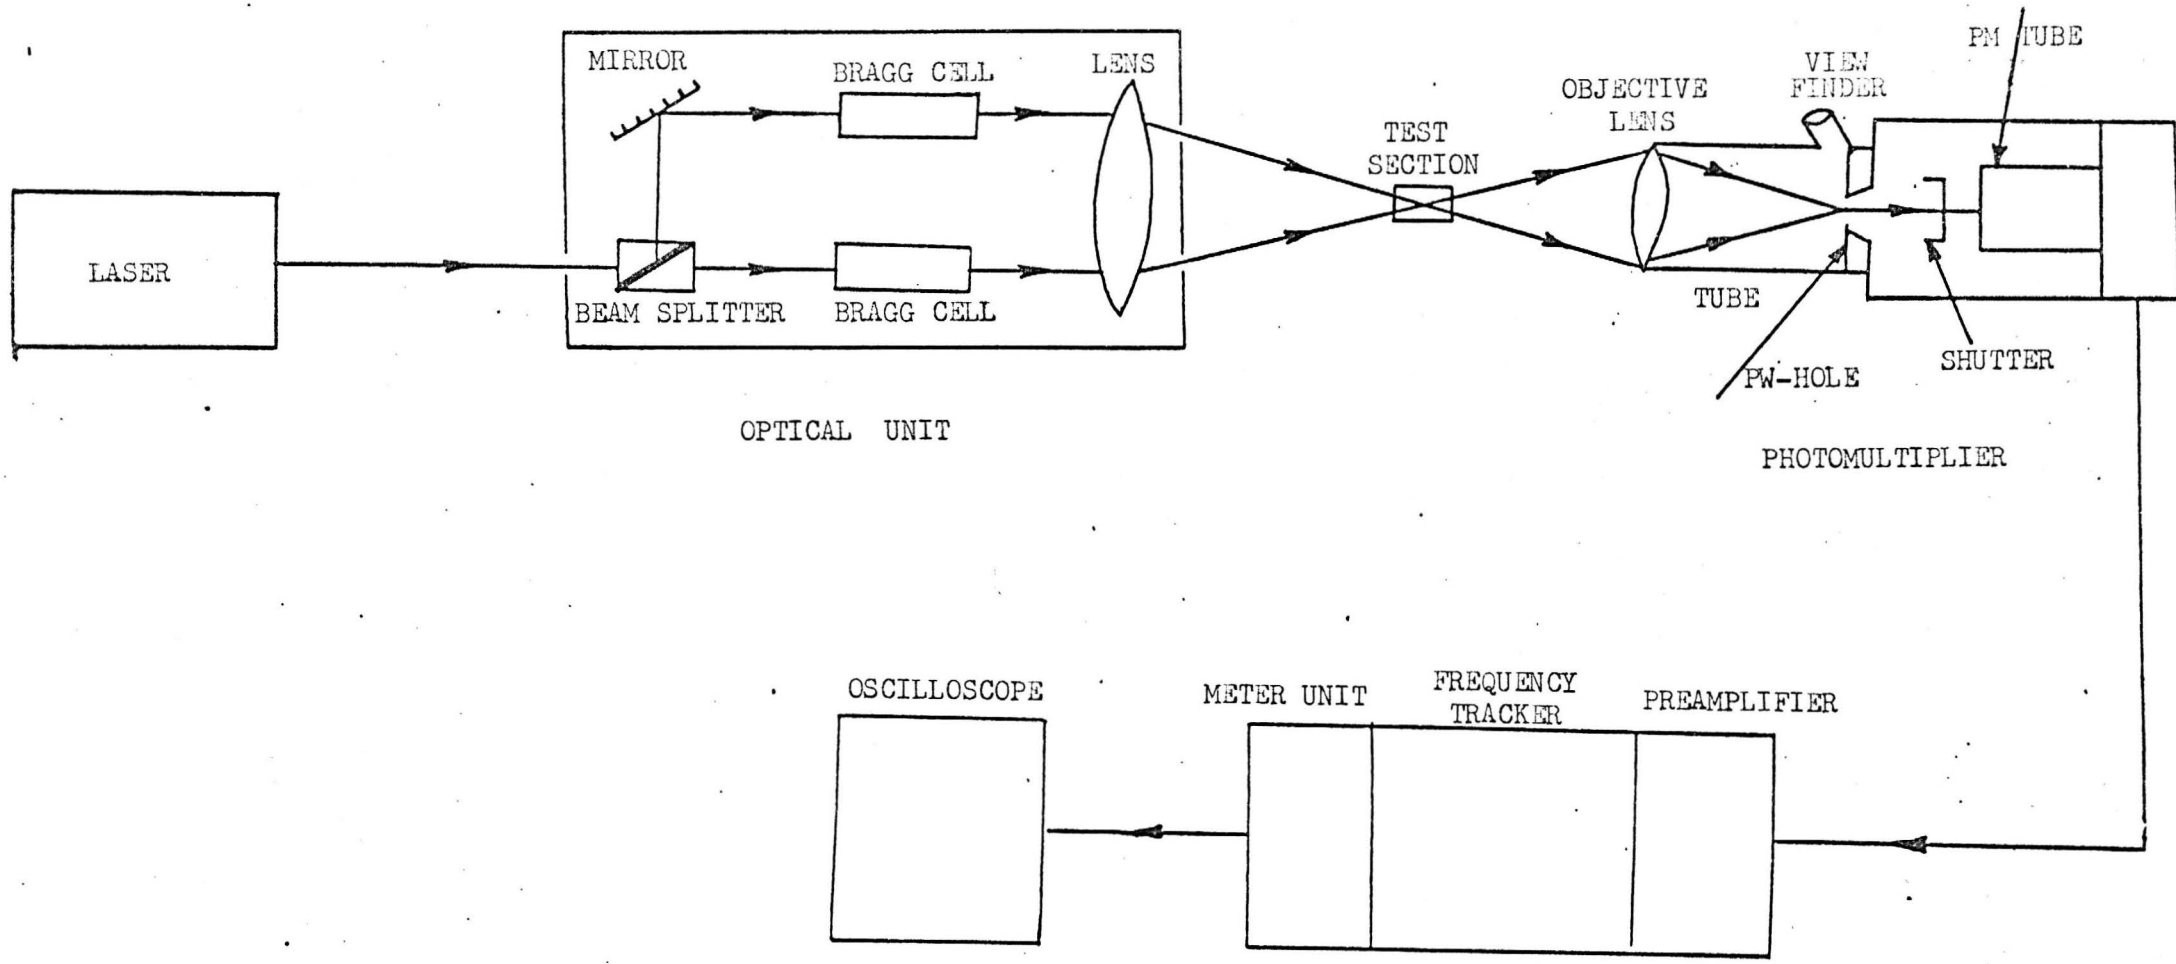 MIRROR
BRAGG CELL
LENS
OBJECTIVE
LENS
VIEW
FINDER
PM TUBE
TEST
SECTION
LASER
BEAM SPLITTER
BRAGG CELL
TUBE
PW-HOLE
SHUTTER
OPTICAL UNIT
PHOTOMULTIPLIER
OSCILLOSCOPE
METER UNIT
FREQUENCY
TRACKER
PREAMPLIFIER